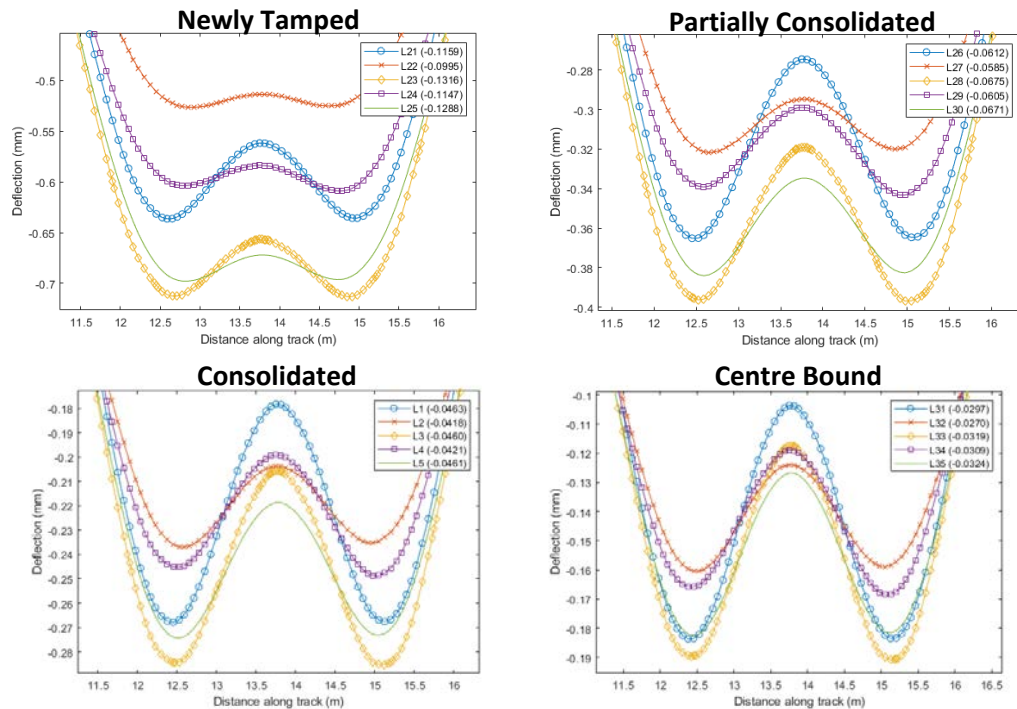 Newly Tamped
-0.5
-0.55
-0.6
-0.65
-0.7
Deflection (mm)
L21 (-0.1159)
L22 (-0.0995)
L23 (-0.1316)
L24 (-0.1147)
L25 (-0.1288)
11.5 12 12.5 13 13.5 14 14.5 15 15.5 16
Distance along track (m)
Partially Consolidated
-0.28
-0.3
-0.32
-0.34
-0.36
-0.38
-0.4
Deflection (mm)
L26 (-0.0612)
L27 (-0.0585)
L28 (-0.0675)
L29 (-0.0605)
L30 (-0.0671)
11.5 12 12.5 13 13.5 14 14.5 15 15.5 16
Distance along track (m)
Consolidated
-0.18
-0.19
-0.2
-0.21
-0.22
-0.23
-0.24
-0.25
-0.26
-0.27
-0.28
Deflection (mm)
L1 (-0.0463)
L2 (-0.0418)
L3 (-0.0460)
L4 (-0.0421)
L5 (-0.0461)
11.5 12 12.5 13 13.5 14 14.5 15 15.5 16
Distance along track (m)
Centre Bound
-0.1
-0.11
-0.12
-0.13
-0.14
-0.15
-0.16
-0.17
-0.18
-0.19
Deflection (mm)
L31 (-0.0297)
L32 (-0.0270)
L33 (-0.0319)
L34 (-0.0309)
L35 (-0.0324)
11.5 12 12.5 13 13.5 14 14.5 15 15.5 16 16.5
Distance along track (m)